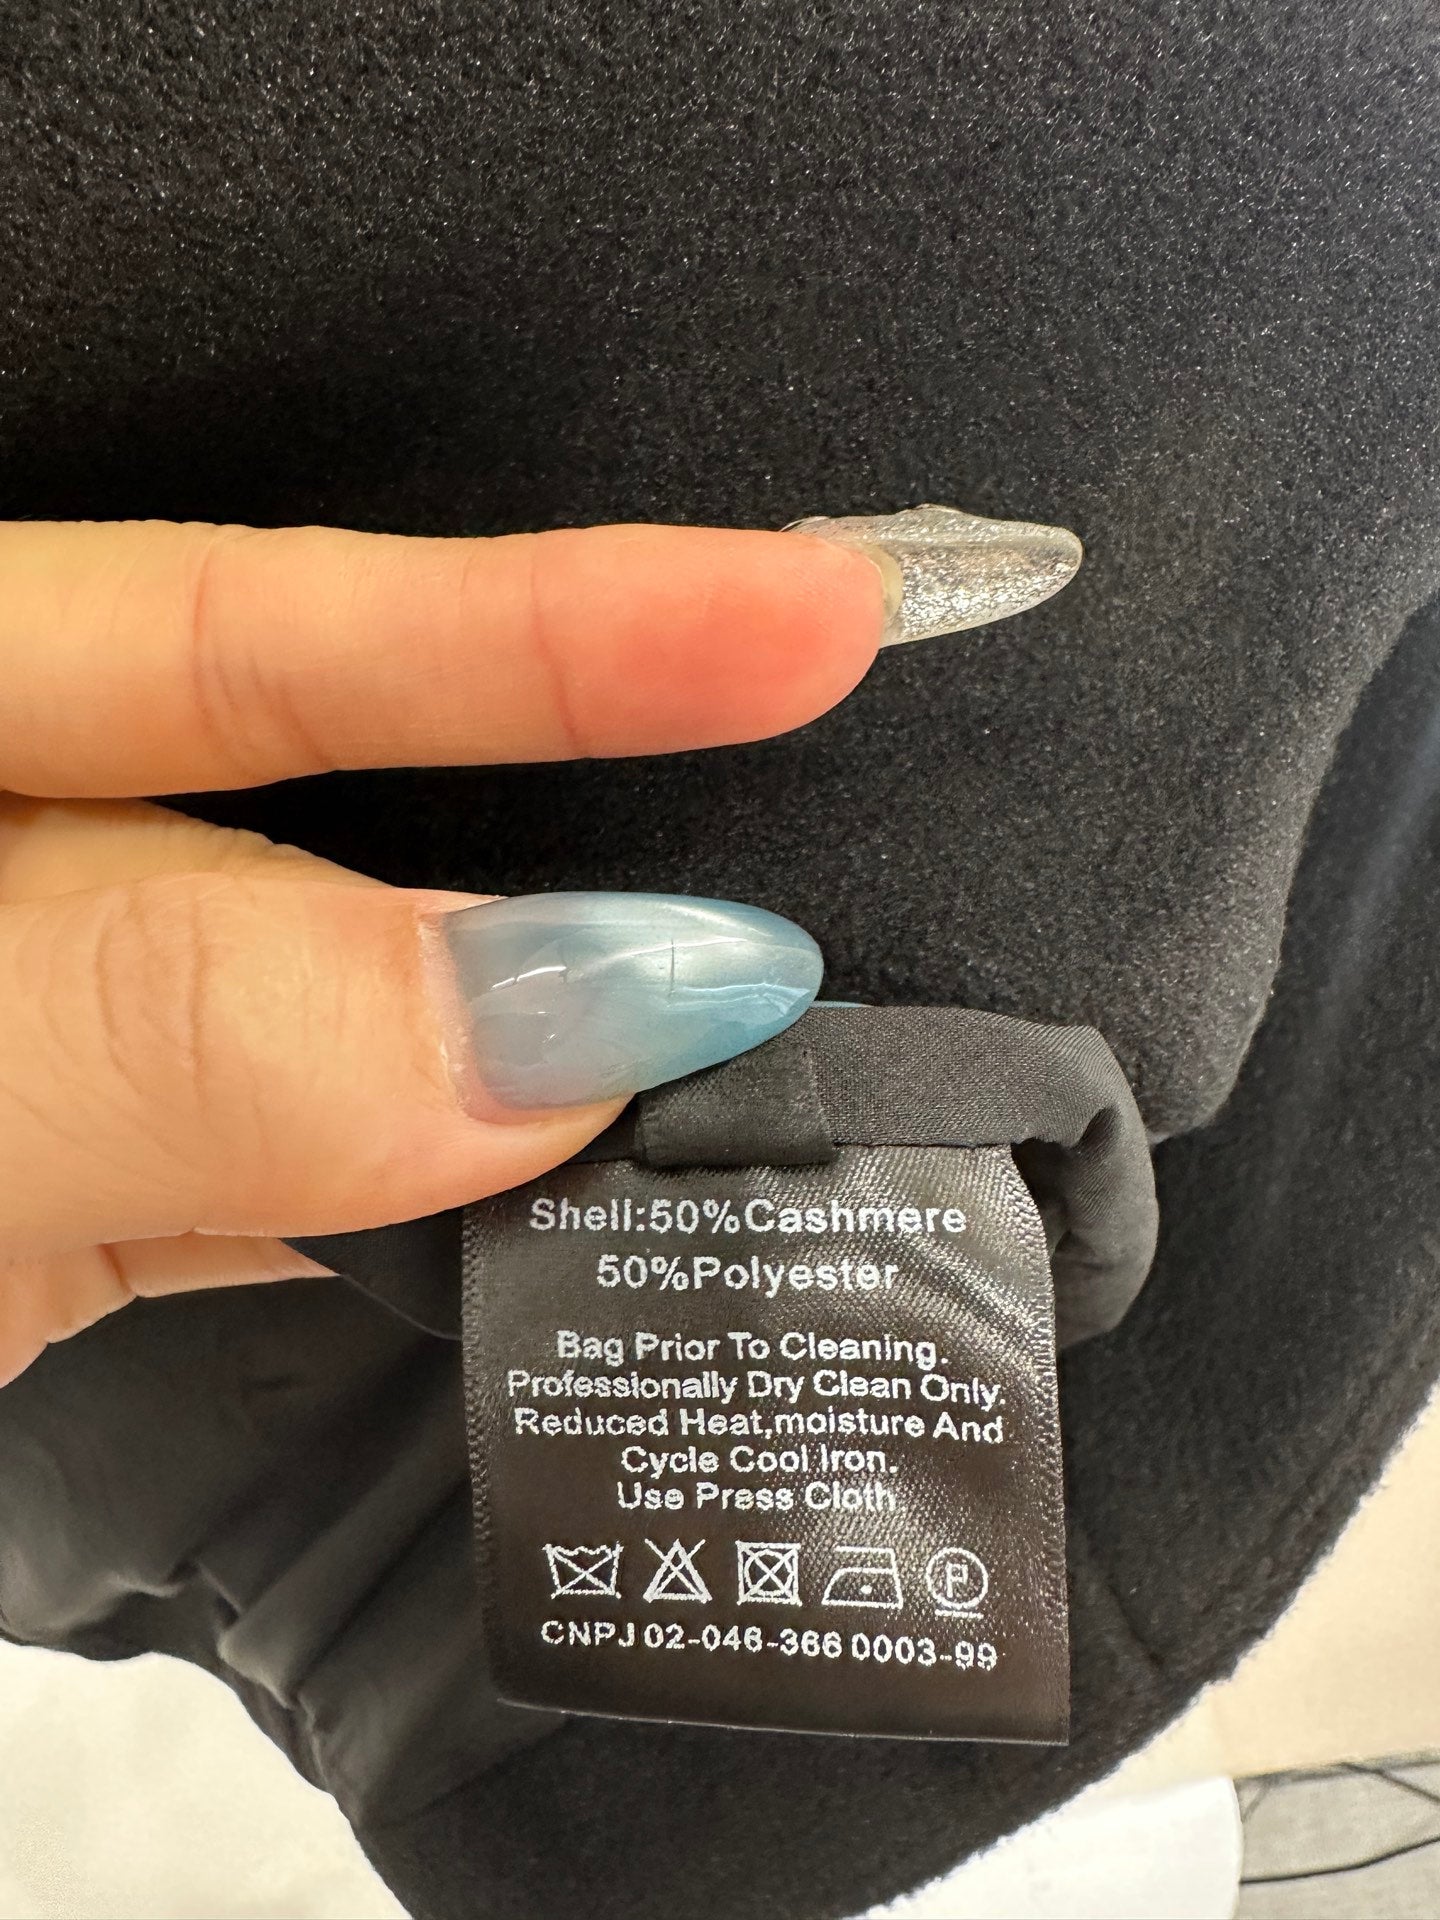 Shell:50%Cashmere
50%Polyester
Bag Prior To Cleaning.
Professionally Dry Clean Only.
Reduced Heat,moisture And
Cycle Cool Iron.
Use Press Cloth.
P
CNPJ 02-046-366 0003-99